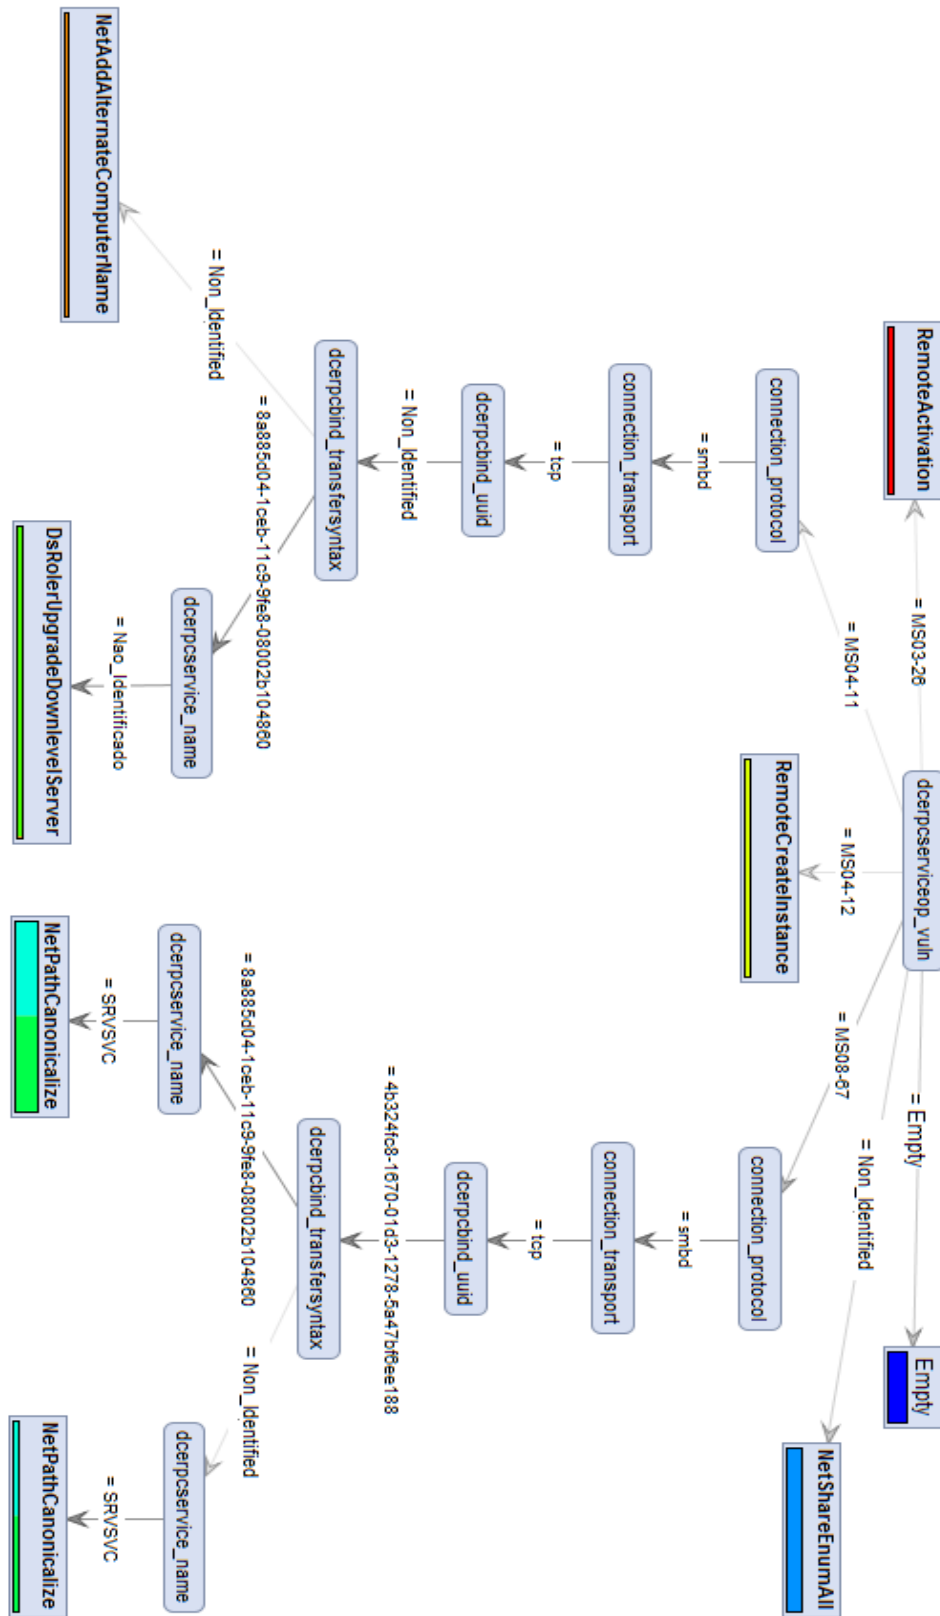 dcerpcserviceop_vuln
= MS03-26
= MS04-11
= MS04-12
= MS08-67
= Non_Identified
= Empty
RemoteActivation
connection_protocol
RemoteCreateInstance
connection_protocol
NetShareEnumAll
Empty
= smbd
= smbd
connection_transport
connection_transport
= tcp
= tcp
dcerpcbind_uuid
dcerpcbind_uuid
= Non_Identified
= 4b324fc8-1670-01d3-1278-5a47bf6ee188
dcerpcbind_transfersyntax
dcerpcbind_transfersyntax
= Non_Identified
= 8a885d04-1ceb-11c9-9fe8-08002b104860
= 8a885d04-1ceb-11c9-9fe8-08002b104860
= Non_Identified
NetAddAlternateComputerName
dcerpcservice_name
dcerpcservice_name
dcerpcservice_name
= Nao_Identificado
= SRVSVC
= SRVSVC
DsRolerUpgradeDownlevelServer
NetPathCanonicalize
NetPathCanonicalize